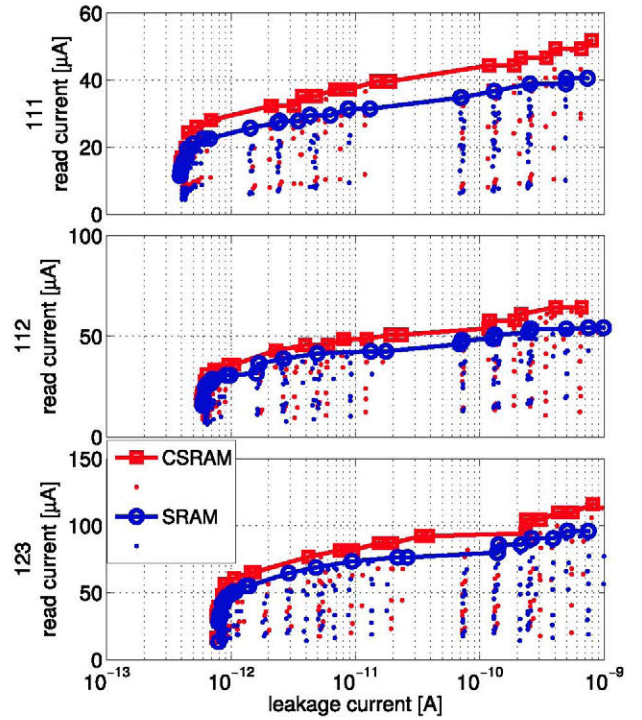 60
40
20
0
111
read current [µA]
100
50
0
112
read current [µA]
CSRAM
SRAM
150
100
50
0
123
read current [µA]
10⁻¹³ 10⁻¹² 10⁻¹¹ 10⁻¹⁰ 10⁻⁹
leakage current [A]